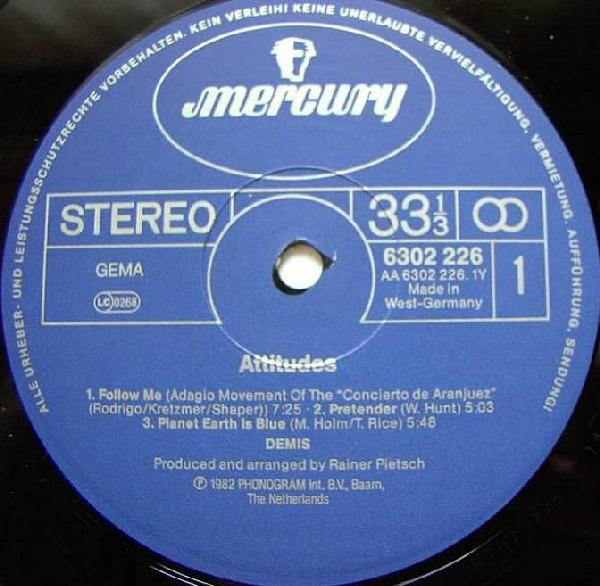 ALLE URHEBER- UND LEISTUNGSSCHUTZRECHTE VORBEHALTEN. KEIN VERLEIH! KEINE UNERLAUBTE VERVIELFÄLTIGUNG, VERMIETUNG, AUFFÜHRUNG, SENDUNG!
mercury
STEREO
33 1/3
GEMA
LC 0268
6302 226
AA 6302 226.1Y
Made in
West-Germany
1
Attitudes
1. Follow Me (Adagio Movement Of The "Concierto de Aranjuez"
(Rodrigo/Kretzmer/Shaper)) 7:25 · 2. Pretender (W. Hunt) 5:03
3. Planet Earth Is Blue (M. Holm/T. Rice) 5:48
DEMIS
Produced and arranged by Rainer Pietsch
℗ 1982 PHONOGRAM Int. B.V., Baarn,
The Netherlands